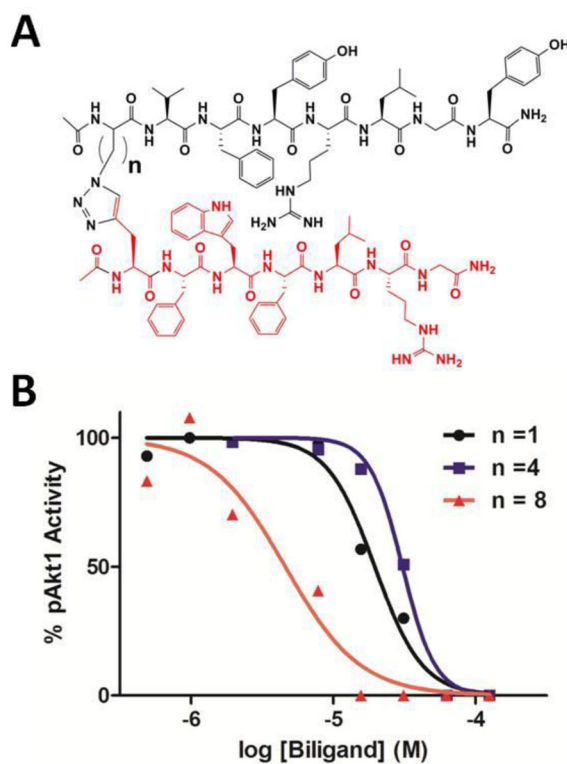 A
OH
OH
H O H O H O H O
N N N N N N N N NH₂
O H O H O H O H
n
N
N
N
HN
H₂N NH
NH
O H O H O H O
N N N N N N NH₂
H O H O H O
NH
HN NH₂
B
n =1
n =4
n = 8
100
50
0
% pAkt1 Activity
-6 -5 -4
log [Biligand] (M)